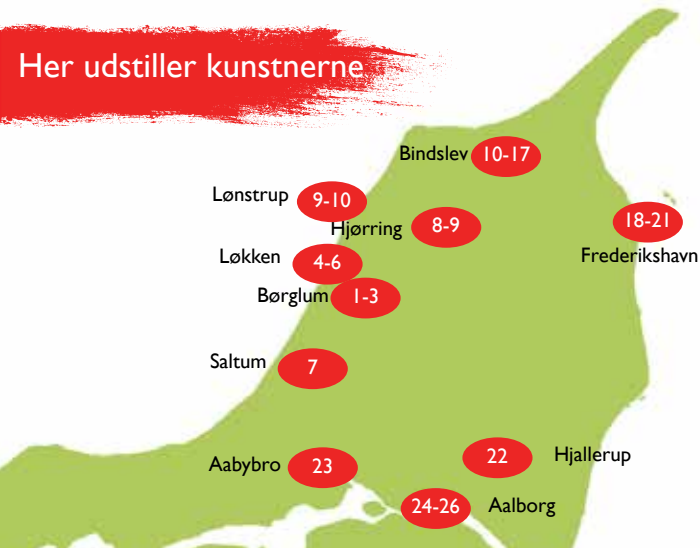 Her udstiller kunstnerne
Bindslev 10-17
Lønstrup 9-10
Hjørring 8-9
18-21
Frederikshavn
Løkken 4-6
Børglum 1-3
Saltum 7
Aabybro 23
22 Hjallerup
24-26 Aalborg